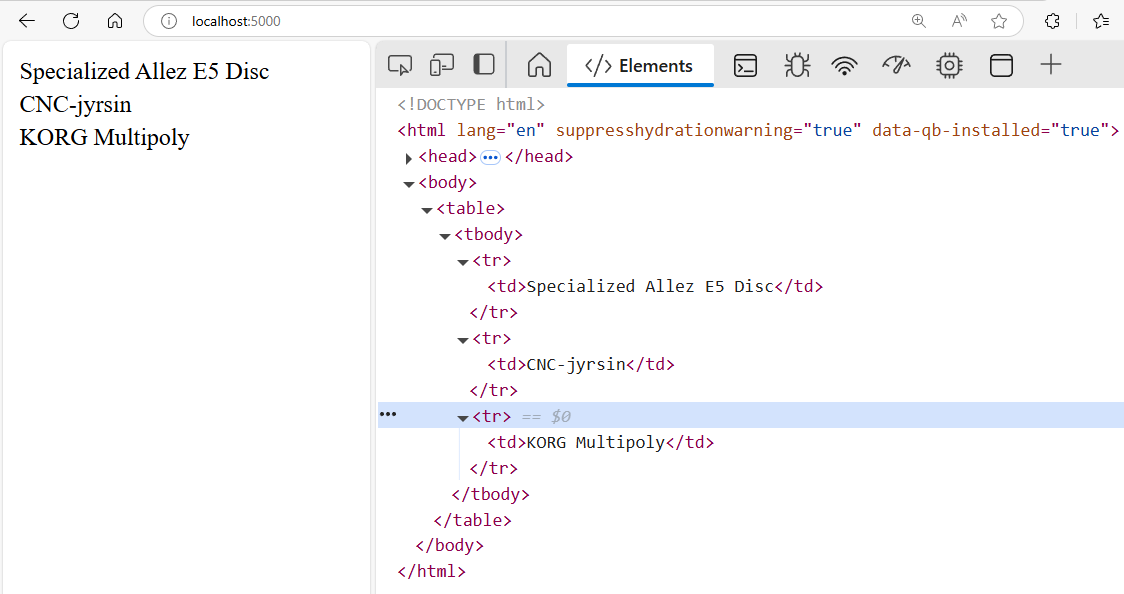 localhost:5000
Specialized Allez E5 Disc
CNC-jyrsin
KORG Multipoly
</> Elements
<!DOCTYPE html>
<html lang="en" suppresshydrationwarning="true" data-qb-installed="true">
<head> ••• </head>
<body>
<table>
<tbody>
<tr>
<td>Specialized Allez E5 Disc</td>
</tr>
<tr>
<td>CNC-jyrsin</td>
</tr>
••• <tr> == $0
<td>KORG Multipoly</td>
</tr>
</tbody>
</table>
</body>
</html>